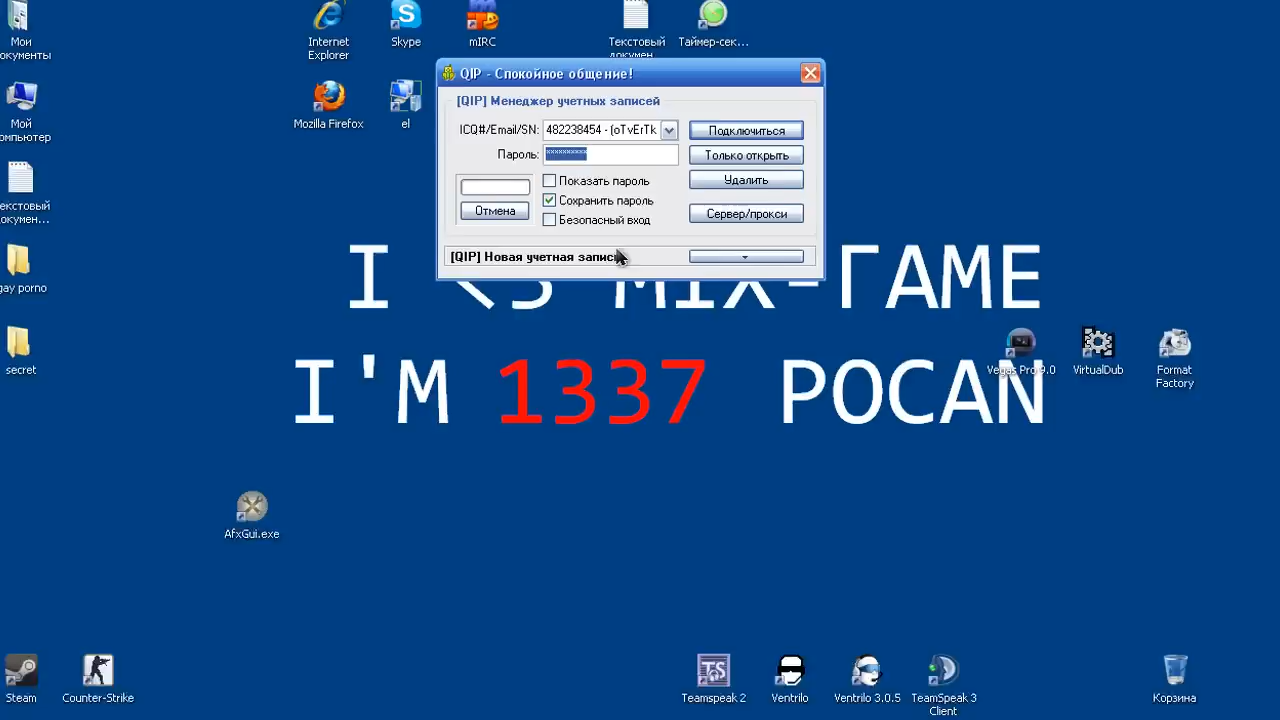 Мои
документы
Internet
Explorer
Skype
mIRC
Текстовый
докумен...
Таймер-сек...
Мой
компьютер
Mozilla Firefox
el
QIP - Спокойное общение!
[QIP] Менеджер учетных записей
ICQ#/Email/SN:
482238454 - (oTvErTk
Подключиться
Пароль:
**********
Только открыть
Показать пароль
Удалить
Сохранить пароль
Отмена
Безопасный вход
Сервер/прокси
[QIP] Новая учетная запись
екстовый
докумен...
gay porno
secret
I <3 MIX-ГАМЕ
I'M 1337 POCAN
Vegas Pro 9.0
VirtualDub
Format
Factory
AfxGui.exe
Steam
Counter-Strike
Teamspeak 2
Ventrilo
Ventrilo 3.0.5
TeamSpeak 3
Client
Корзина